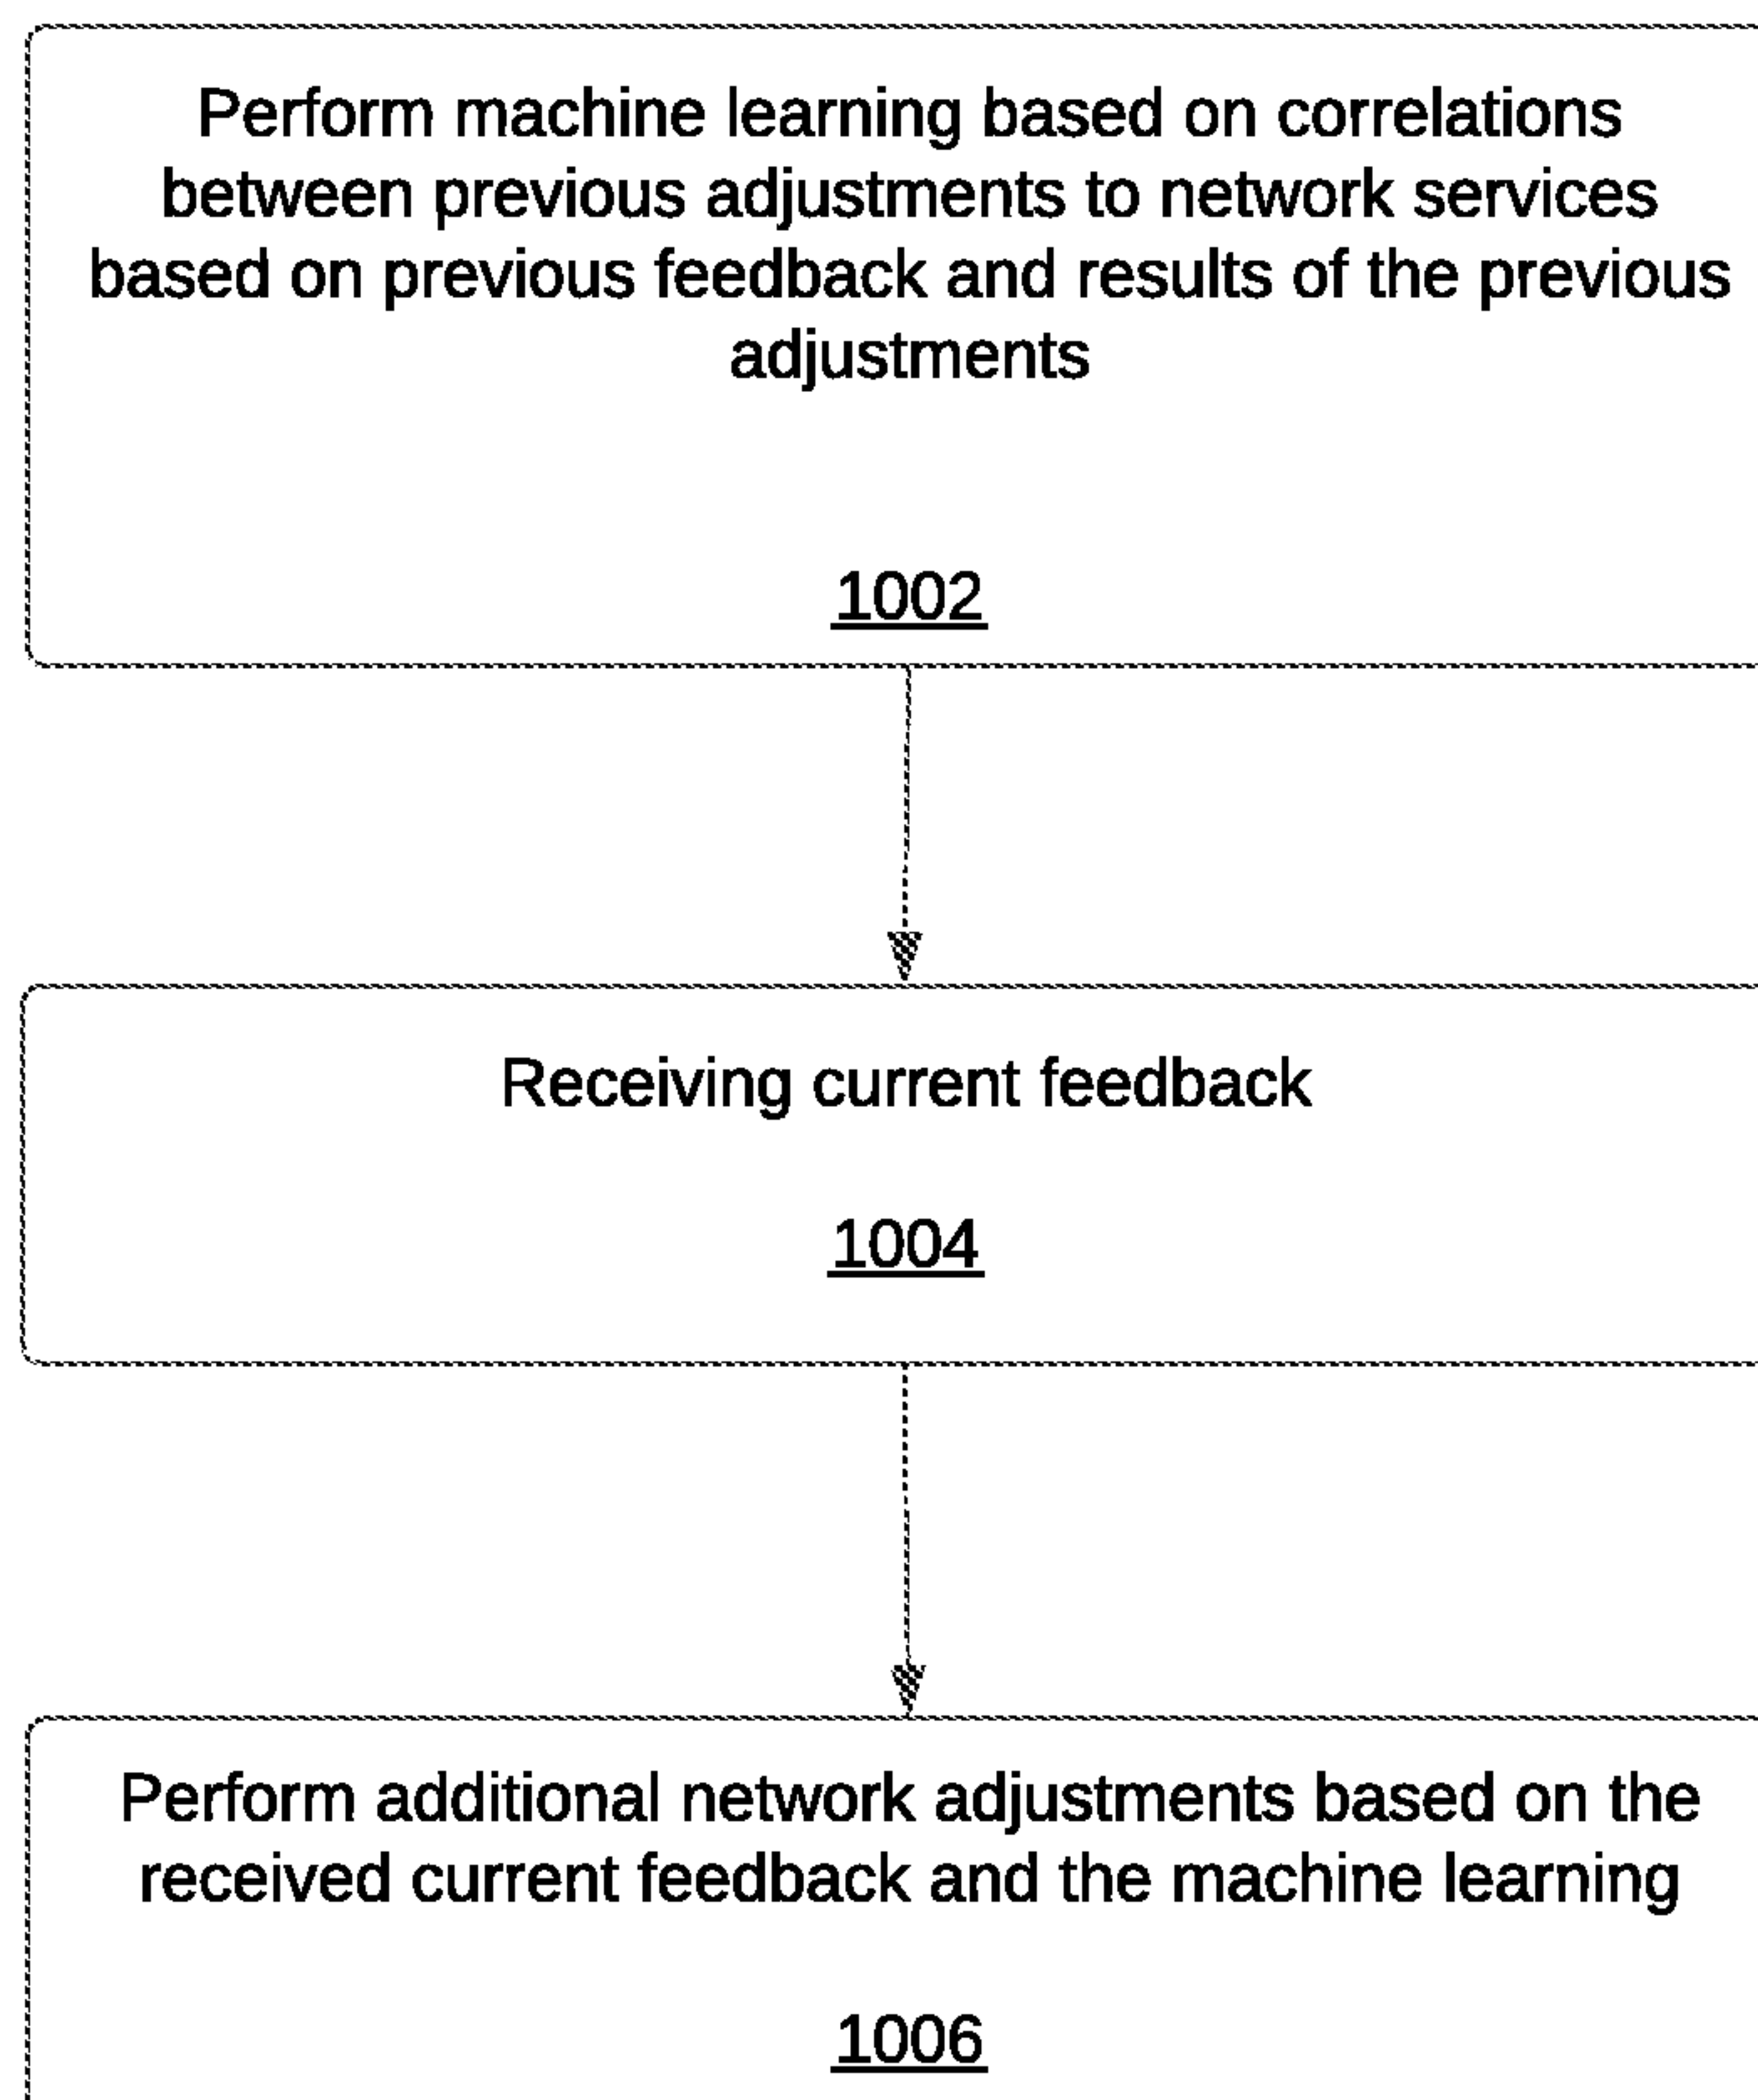 Perform machine learning based on correlations
between previous adjustments to network services
based on previous feedback and results of the previous
adjustments
1002
Receiving current feedback
1004
Perform additional network adjustments based on the
received current feedback and the machine learning
1006